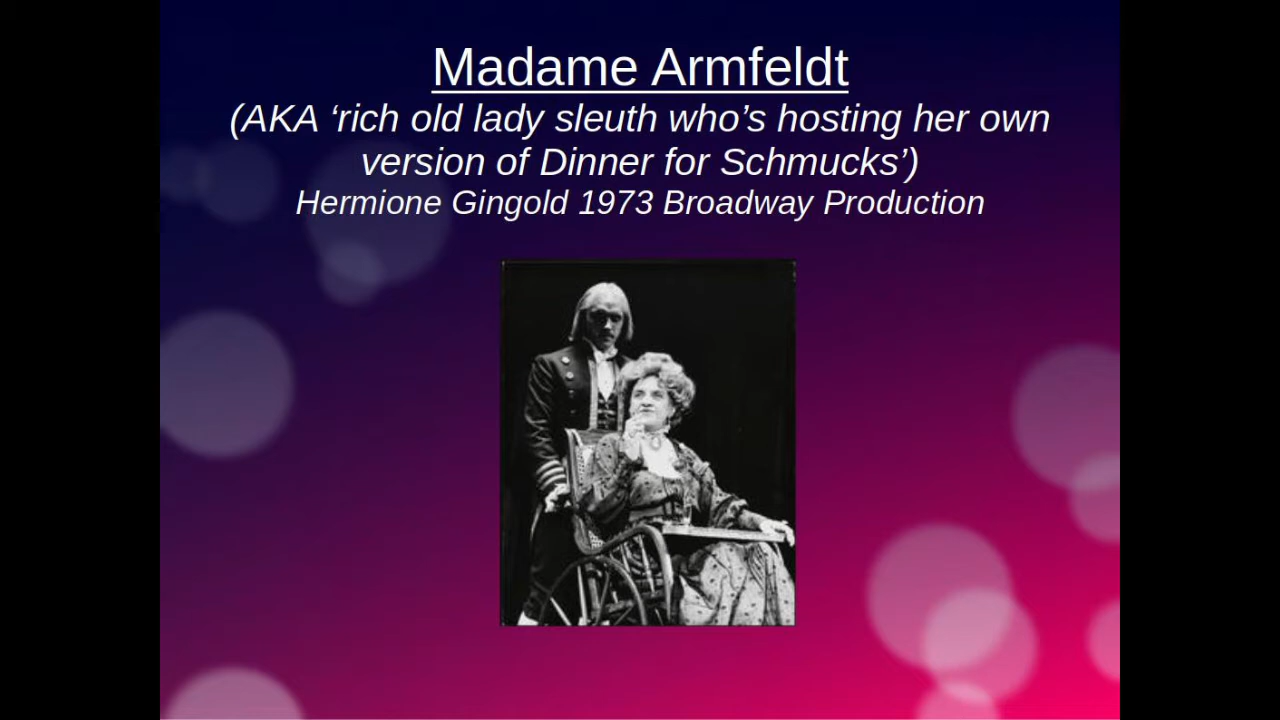 Madame Armfeldt
(AKA ‘rich old lady sleuth who’s hosting her own
version of Dinner for Schmucks’)
Hermione Gingold 1973 Broadway Production